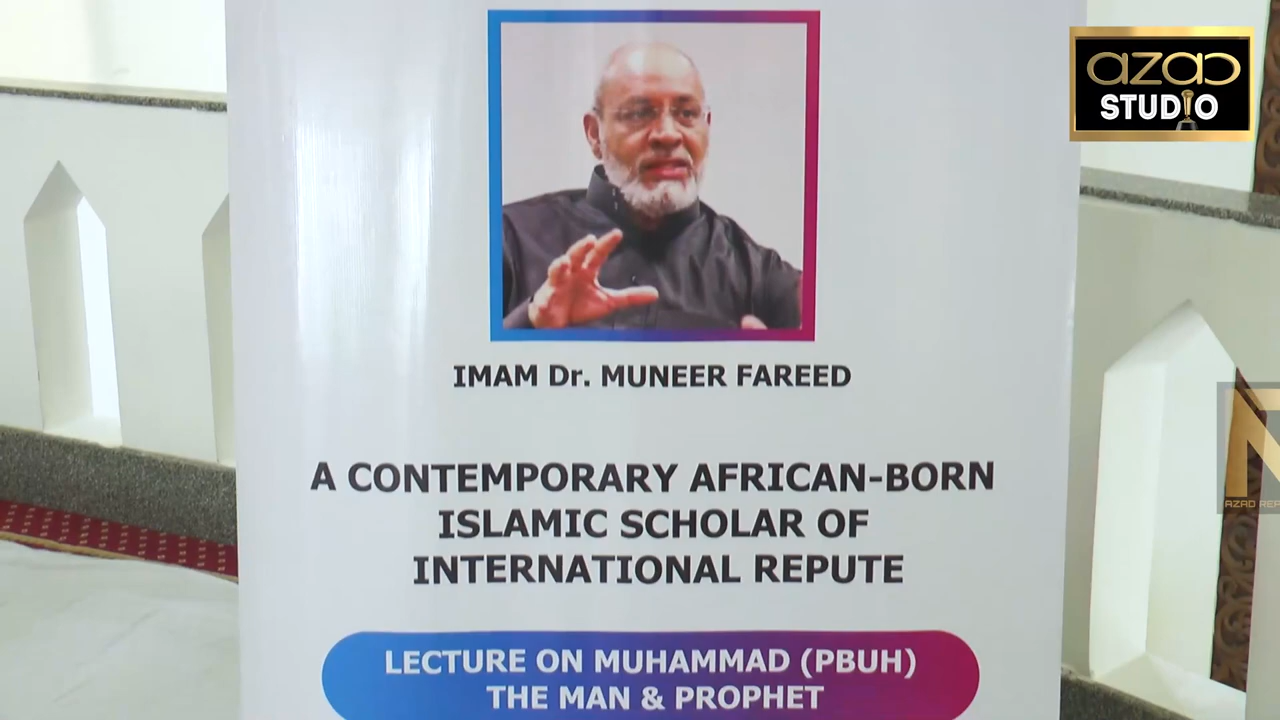 azad
STUDIO
IMAM Dr. MUNEER FAREED
A CONTEMPORARY AFRICAN-BORN
ISLAMIC SCHOLAR OF
INTERNATIONAL REPUTE
LECTURE ON MUHAMMAD (PBUH)
THE MAN & PROPHET
N
AZAD